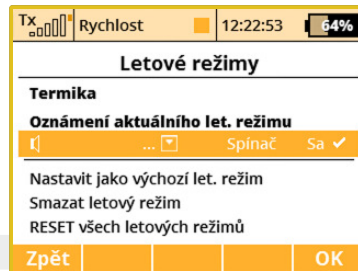 Tx Rychlost 12:22:53 64%
Letové režimy
Termika
Oznámení aktuálního let. režimu
... Spínač Sa ✓
Nastavit jako výchozí let. režim
Smazat letový režim
RESET všech letových režimů
Zpět OK